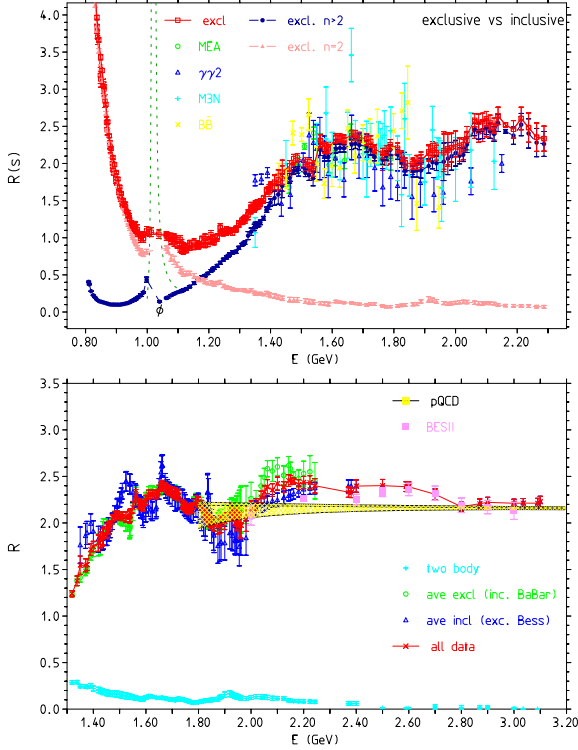 4.0
exclusive vs inclusive
excl
excl. n>2
MEA
excl. n=2
γγ2
M3N
BB̄
3.5
3.0
2.5
2.0
1.5
1.0
0.5
0.0
R(s)
ϕ
0.80 1.00 1.20 1.40 1.60 1.80 2.00 2.20
E (GeV)
3.5
3.0
2.5
2.0
1.5
1.0
0.5
0.0
R
pQCD
BESII
two body
ave excl (inc. BaBar)
ave incl (exc. Bess)
all data
1.40 1.60 1.80 2.00 2.20 2.40 2.60 2.80 3.00 3.20
E (GeV)